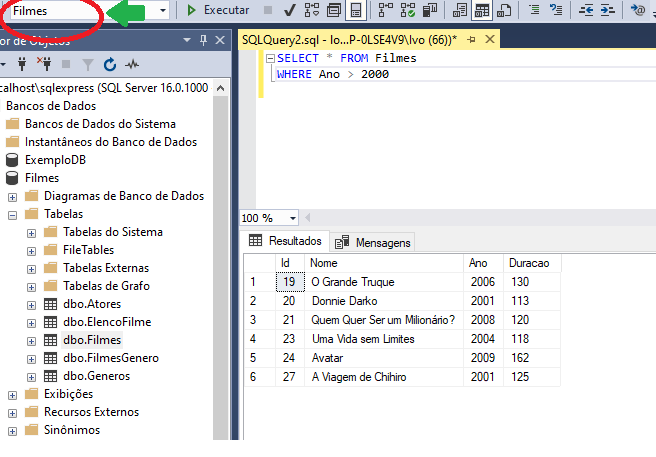 Filmes
Executar
or de Objetos
SQLQuery2.sql - lo...P-0LSE4V9\Ivo (66))*
calhost\sqlexpress (SQL Server 16.0.1000
Bancos de Dados
Bancos de Dados do Sistema
Instantâneos do Banco de Dados
ExemploDB
Filmes
Diagramas de Banco de Dados
Tabelas
Tabelas do Sistema
FileTables
Tabelas Externas
Tabelas de Grafo
dbo.Atores
dbo.ElencoFilme
dbo.Filmes
dbo.FilmesGenero
dbo.Generos
Exibições
Recursos Externos
Sinônimos
SELECT * FROM Filmes
WHERE Ano > 2000
100 %
Resultados Mensagens
Id Nome Ano Duracao
1 19 O Grande Truque 2006 130
2 20 Donnie Darko 2001 113
3 21 Quem Quer Ser um Milionário? 2008 120
4 23 Uma Vida sem Limites 2004 118
5 24 Avatar 2009 162
6 27 A Viagem de Chihiro 2001 125